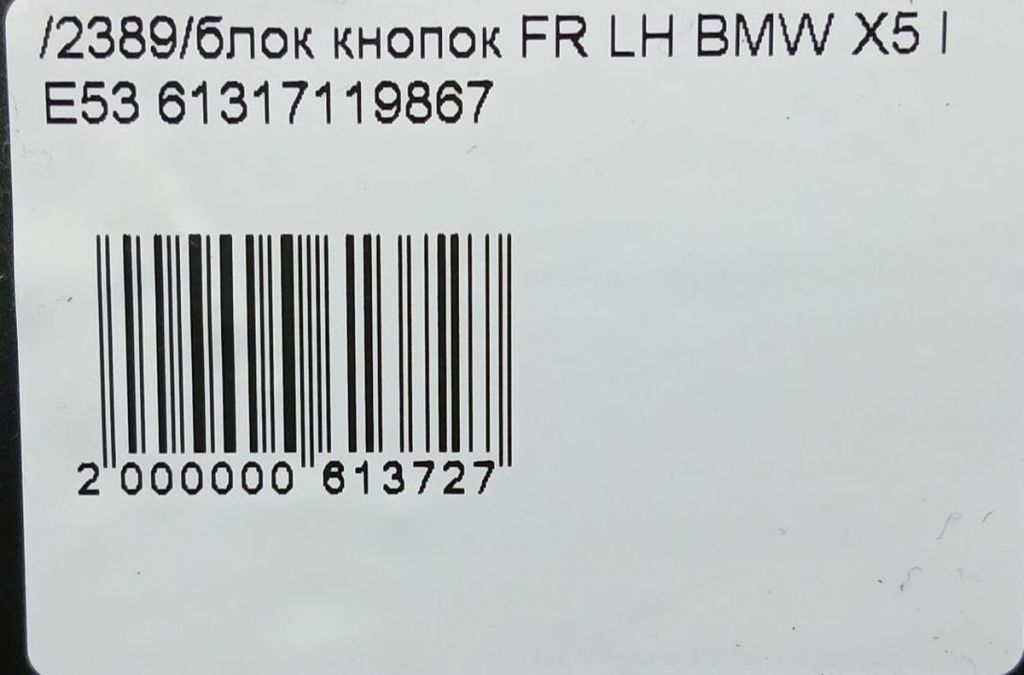 /2389/блок кнопок FR LH BMW X5 I
E53 61317119867
2 000000 613727